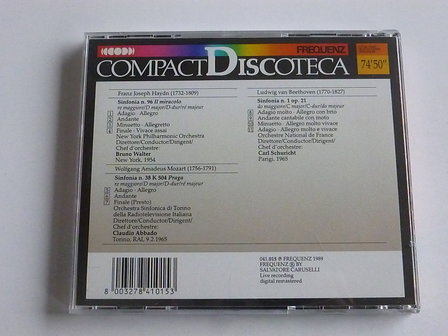 FREQUENZ
COMPACT DISCOTECA
74'50"
Franz Joseph Haydn (1732-1809)
Sinfonia n. 96 Il miracolo
re maggiore/D major/D-dur/ré majeur
Adagio - Allegro
Andante
Minuetto - Allegretto
Finale - Vivace assai
New York Philharmonic Orchestra
Direttore/Conductor/Dirigent/
Chef d'orchestre:
Bruno Walter
New York, 1954
Wolfgang Amadeus Mozart (1756-1791)
Sinfonia n. 38 K 504 Praga
re maggiore/D major/D-dur/ré majeur
Adagio - Allegro
Andante
Finale (Presto)
Orchestra Sinfonica di Torino
della Radiotelevisione Italiana
Direttore/Conductor/Dirigent/
Chef d'orchestre:
Claudio Abbado
Torino, RAI, 9.2.1965
Ludwig van Beethoven (1770-1827)
Sinfonia n. 1 op. 21
do maggiore/C major/C-dur/do majeur
Adagio molto - Allegro con brio
Andante cantabile con moto
Minuetto - Allegro molto vivace
Adagio - Allegro molto e vivace
Orchestre National de France
Direttore/Conductor/Dirigent/
Chef d'orchestre:
Carl Schuricht
Parigi, 1965
8 003278 410153
041.015 ℗ FREQUENZ 1989
FREQUENZ ® BY
SALVATORE CARUSELLI
Live recording
digital remastered